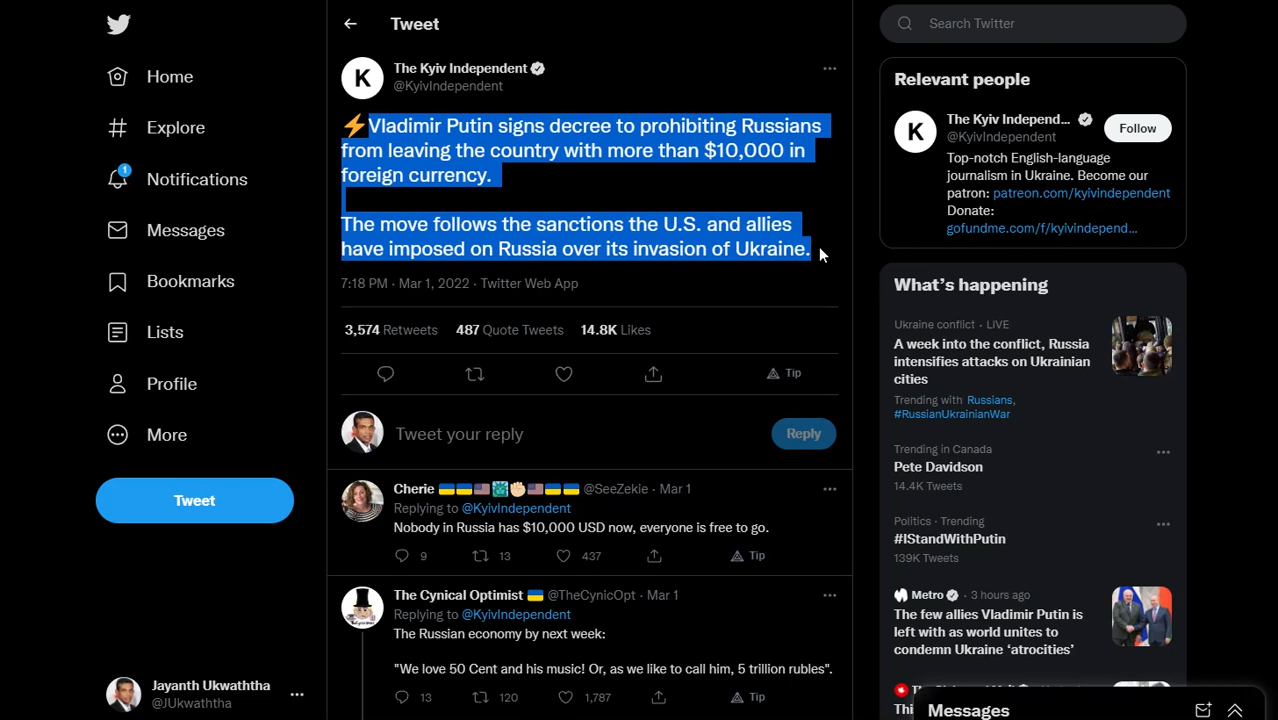 Home
Explore
1
Notifications
Messages
Bookmarks
Lists
Profile
More
Tweet
Jayanth Ukwaththa
@JUkwaththa
Tweet
K
The Kyiv Independent
@KyivIndependent
⚡Vladimir Putin signs decree to prohibiting Russians
from leaving the country with more than $10,000 in
foreign currency.
The move follows the sanctions the U.S. and allies
have imposed on Russia over its invasion of Ukraine.
7:18 PM · Mar 1, 2022 · Twitter Web App
3,574 Retweets 487 Quote Tweets 14.8K Likes
Tip
Tweet your reply
Reply
Cherie 🇺🇦🇺🇦🇺🇸🗽✊🏼🇺🇸🇺🇦🇺🇦 @SeeZekie · Mar 1
Replying to @KyivIndependent
Nobody in Russia has $10,000 USD now, everyone is free to go.
9 13 437 Tip
The Cynical Optimist 🇺🇦 @TheCynicOpt · Mar 1
Replying to @KyivIndependent
The Russian economy by next week:
"We love 50 Cent and his music! Or, as we like to call him, 5 trillion rubles".
13 120 1,787 Tip
Search Twitter
Relevant people
K
The Kyiv Independ...
@KyivIndependent
Follow
Top-notch English-language
journalism in Ukraine. Become our
patron: patreon.com/kyivindependent
Donate:
gofundme.com/f/kyivindepend...
What's happening
Ukraine conflict · LIVE
A week into the conflict, Russia
intensifies attacks on Ukrainian
cities
Trending with Russians,
#RussianUkrainianWar
Trending in Canada
Pete Davidson
14.4K Tweets
Politics · Trending
#IStandWithPutin
139K Tweets
Metro · 3 hours ago
The few allies Vladimir Putin is
left with as world unites to
condemn Ukraine 'atrocities'
Messages